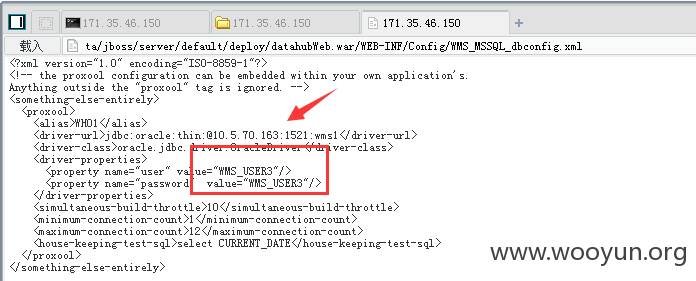 171.35.46.150
171.35.46.150
171.35.46.150
载入
ta/jboss/server/default/deploy/datahubWeb.war/WEB-INF/Config/WMS_MSSQL_dbconfig.xml
<?xml version="1.0" encoding="ISO-8859-1"?>
<!-- the proxool configuration can be embedded within your own application's.
Anything outside the "proxool" tag is ignored. -->
<something-else-entirely>
<proxool>
<alias>WH01</alias>
<driver-url>jdbc:oracle:thin:@10.5.70.163:1521:wms1</driver-url>
<driver-class>oracle.jdbc.driver.OracleDriver</driver-class>
<driver-properties>
<property name="user" value="WMS_USER3"/>
<property name="password" value="WMS_USER3"/>
</driver-properties>
<simultaneous-build-throttle>10</simultaneous-build-throttle>
<minimum-connection-count>1</minimum-connection-count>
<maximum-connection-count>12</maximum-connection-count>
<house-keeping-test-sql>select CURRENT_DATE</house-keeping-test-sql>
</proxool>
</something-else-entirely>
www.wooyun.org